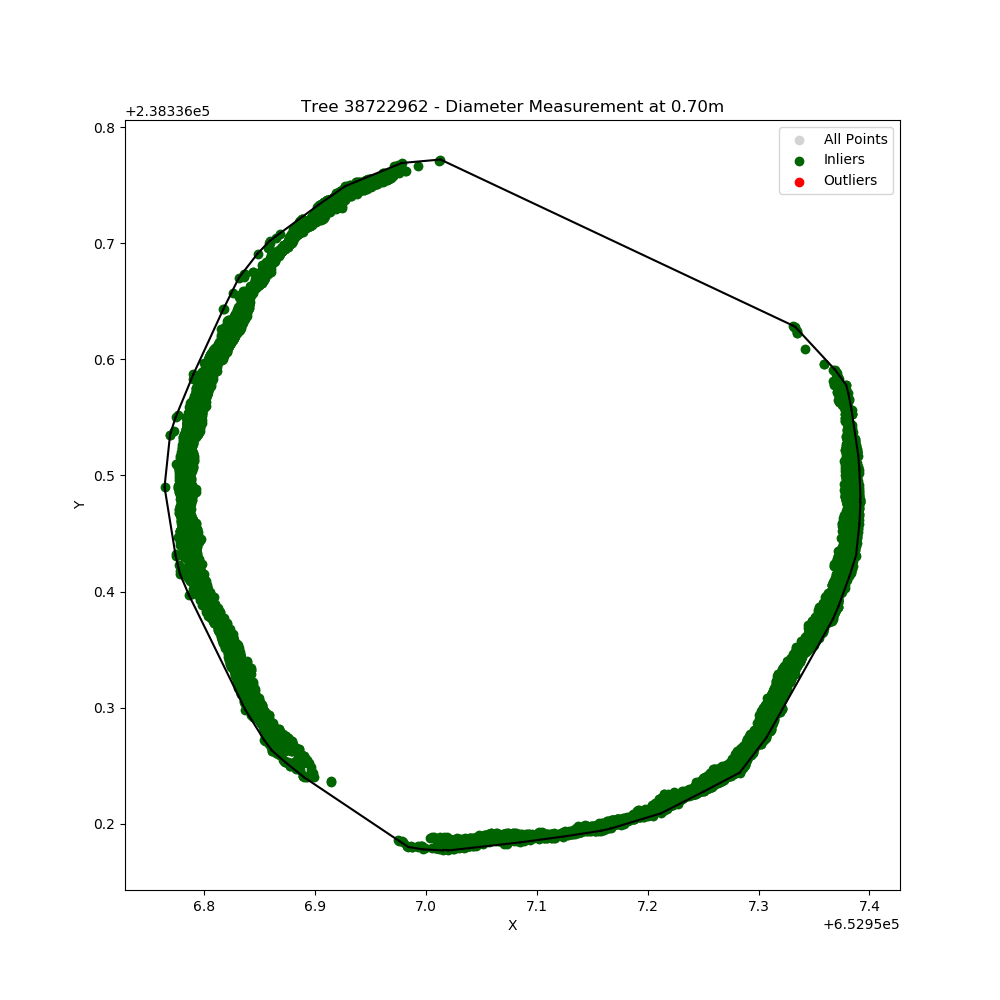 Tree 38722962 - Diameter Measurement at 0.70m
+2.38336e5
All Points
Inliers
Outliers
0.8
0.7
0.6
0.5
0.4
0.3
0.2
Y
6.8 6.9 7.0 7.1 7.2 7.3 7.4
X
+6.5295e5